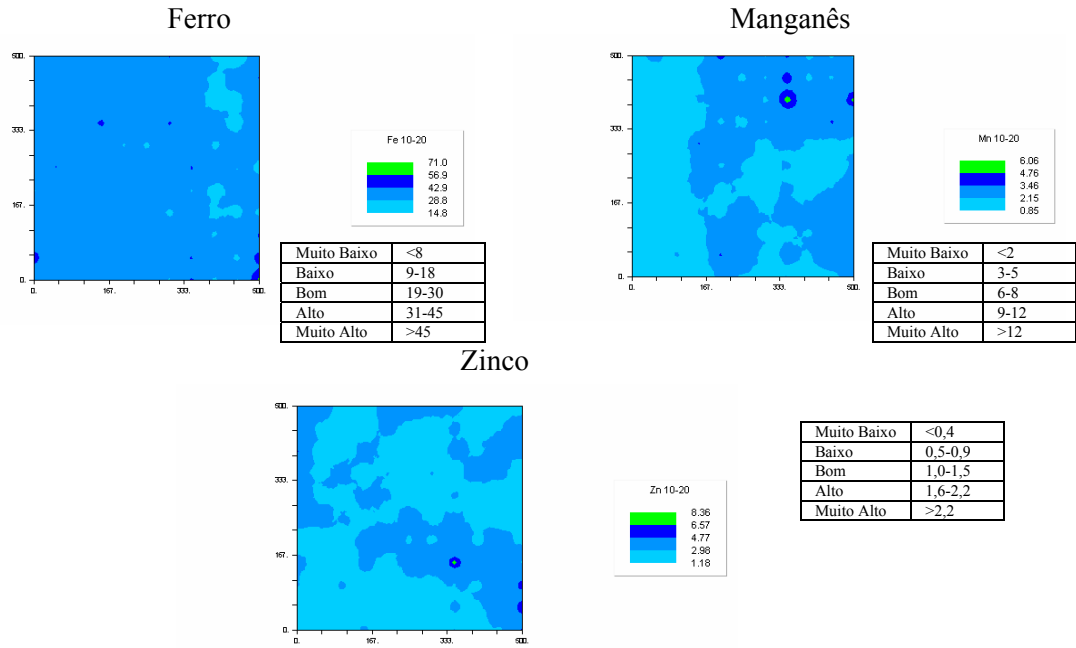 Ferro
Manganês
500.
333.
167.
0.
0. 167. 333. 500.
Fe 10-20
71.0
56.9
42.9
28.8
14.8
Muito Baixo <8
Baixo 9-18
Bom 19-30
Alto 31-45
Muito Alto >45
500.
333.
167.
0.
0. 167. 333. 500.
Mn 10-20
6.06
4.76
3.46
2.15
0.85
Muito Baixo <2
Baixo 3-5
Bom 6-8
Alto 9-12
Muito Alto >12
Zinco
500.
333.
167.
0.
0. 167. 333. 500.
Zn 10-20
8.36
6.57
4.77
2.98
1.18
Muito Baixo <0,4
Baixo 0,5-0,9
Bom 1,0-1,5
Alto 1,6-2,2
Muito Alto >2,2